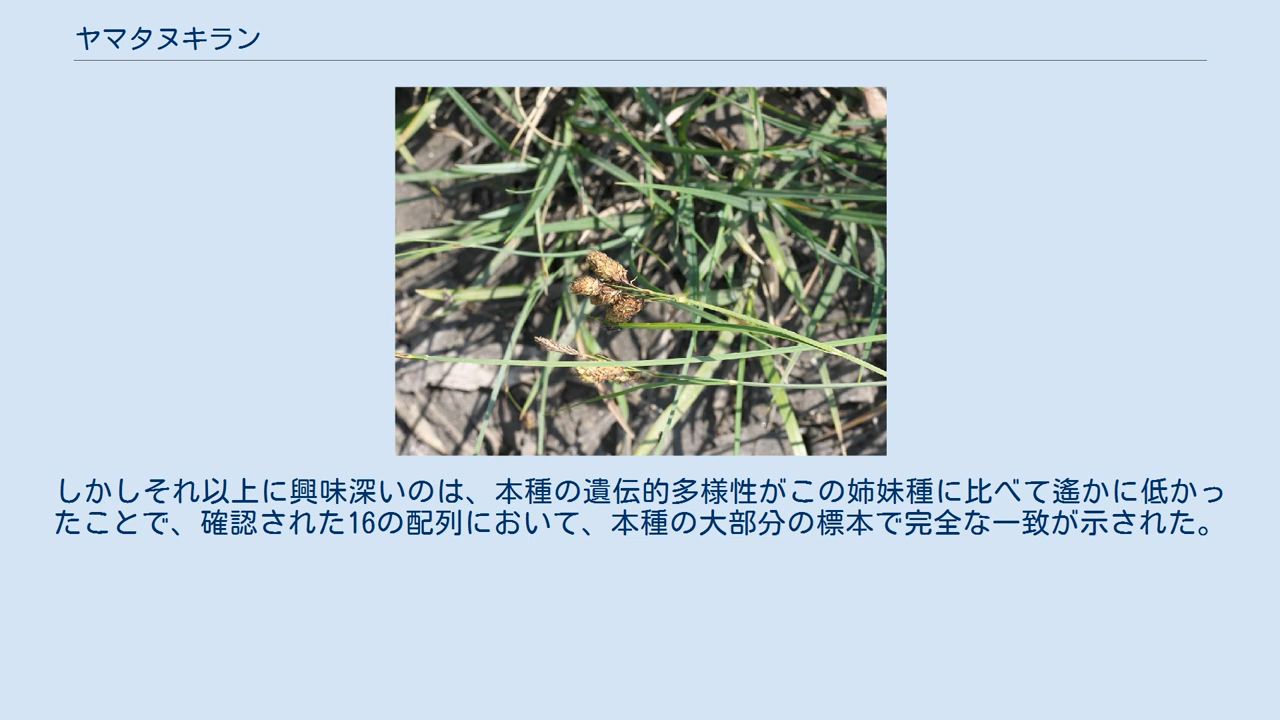 ヤマタヌキラン
しかしそれ以上に興味深いのは、本種の遺伝的多様性がこの姉妹種に比べて遙かに低かっ
たことで、確認された16の配列において、本種の大部分の標本で完全な一致が示された。